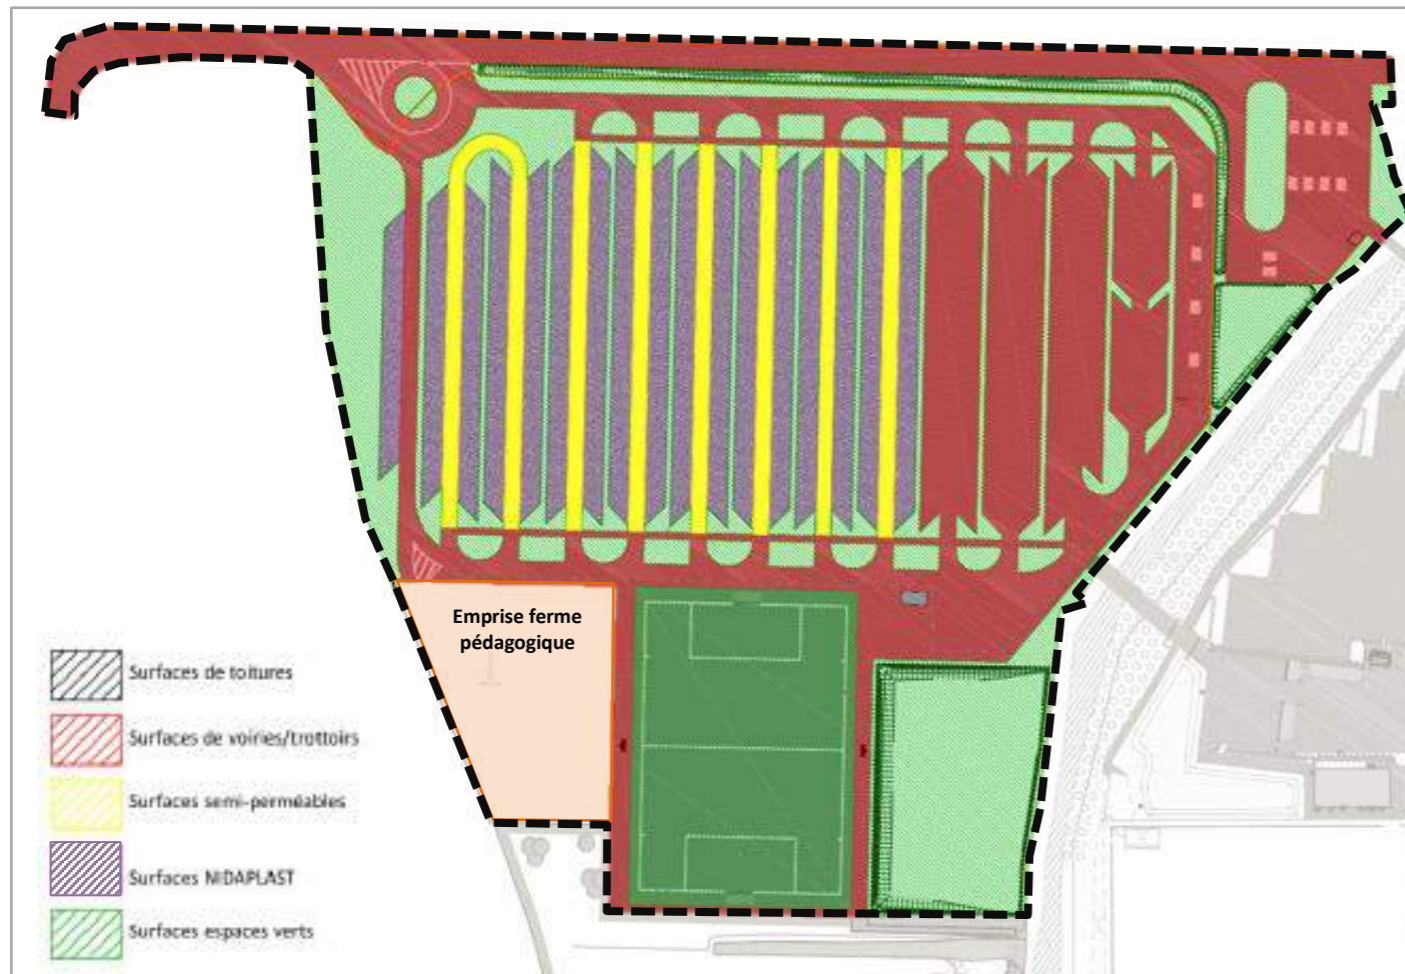 Emprise ferme
pédagogique
Surfaces de toitures
Surfaces de voiries/trottoirs
Surfaces semi-perméables
Surfaces NIDAPLAST
Surfaces espaces verts